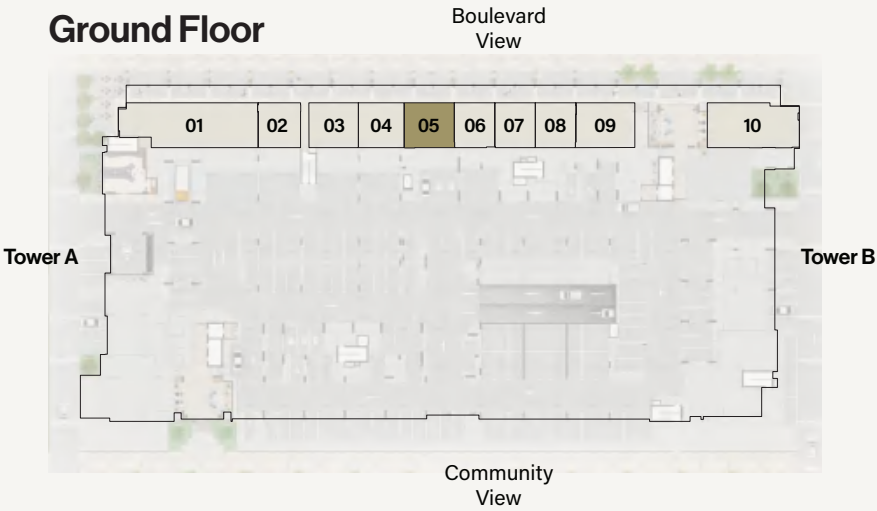 Ground Floor
Boulevard
View
01 02 03 04 05 06 07 08 09 10
Tower A
Tower B
Community
View